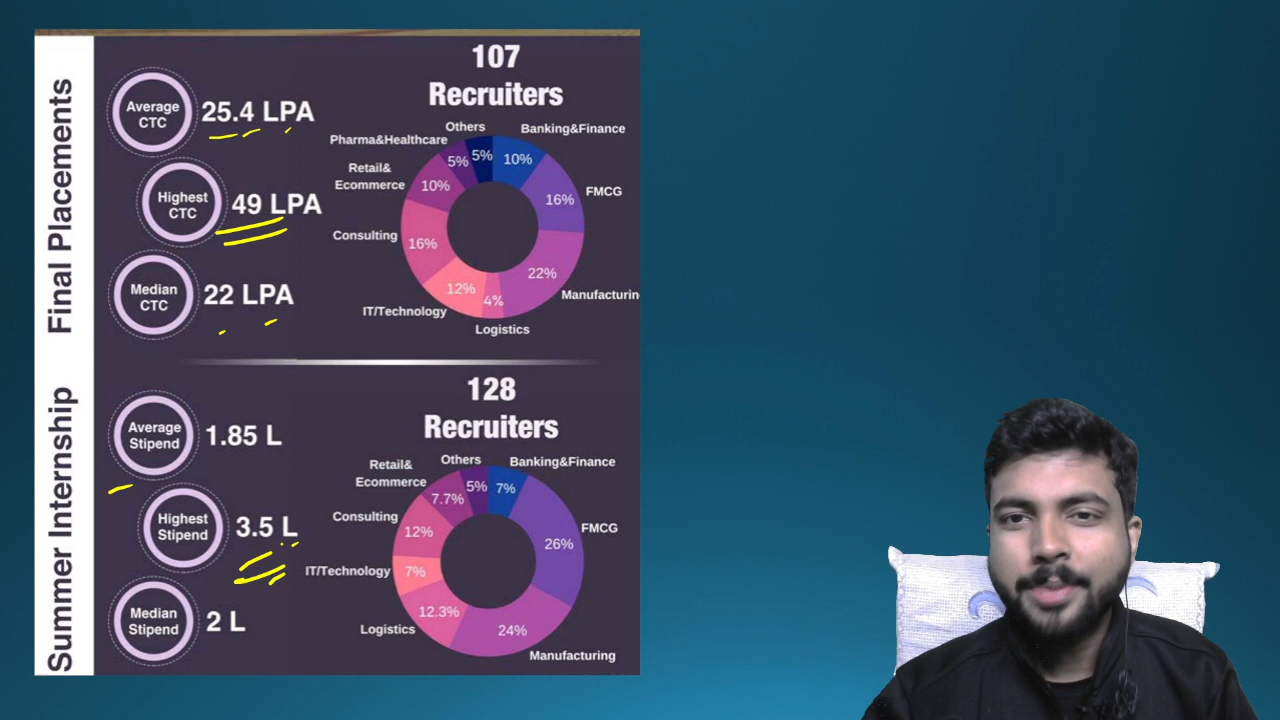 Final Placements
Average
CTC
25.4 LPA
Highest
CTC
49 LPA
Median
CTC
22 LPA
107
Recruiters
Others
Banking&Finance
Pharma&Healthcare
Retail&
Ecommerce
FMCG
Consulting
Manufacturin
IT/Technology
Logistics
5%
5%
10%
10%
16%
16%
22%
12%
4%
Summer Internship
Average
Stipend
1.85 L
Highest
Stipend
3.5 L
Median
Stipend
2 L
128
Recruiters
Others
Banking&Finance
Retail&
Ecommerce
Consulting
FMCG
IT/Technology
Logistics
Manufacturing
5%
7%
7.7%
12%
26%
7%
12.3%
24%